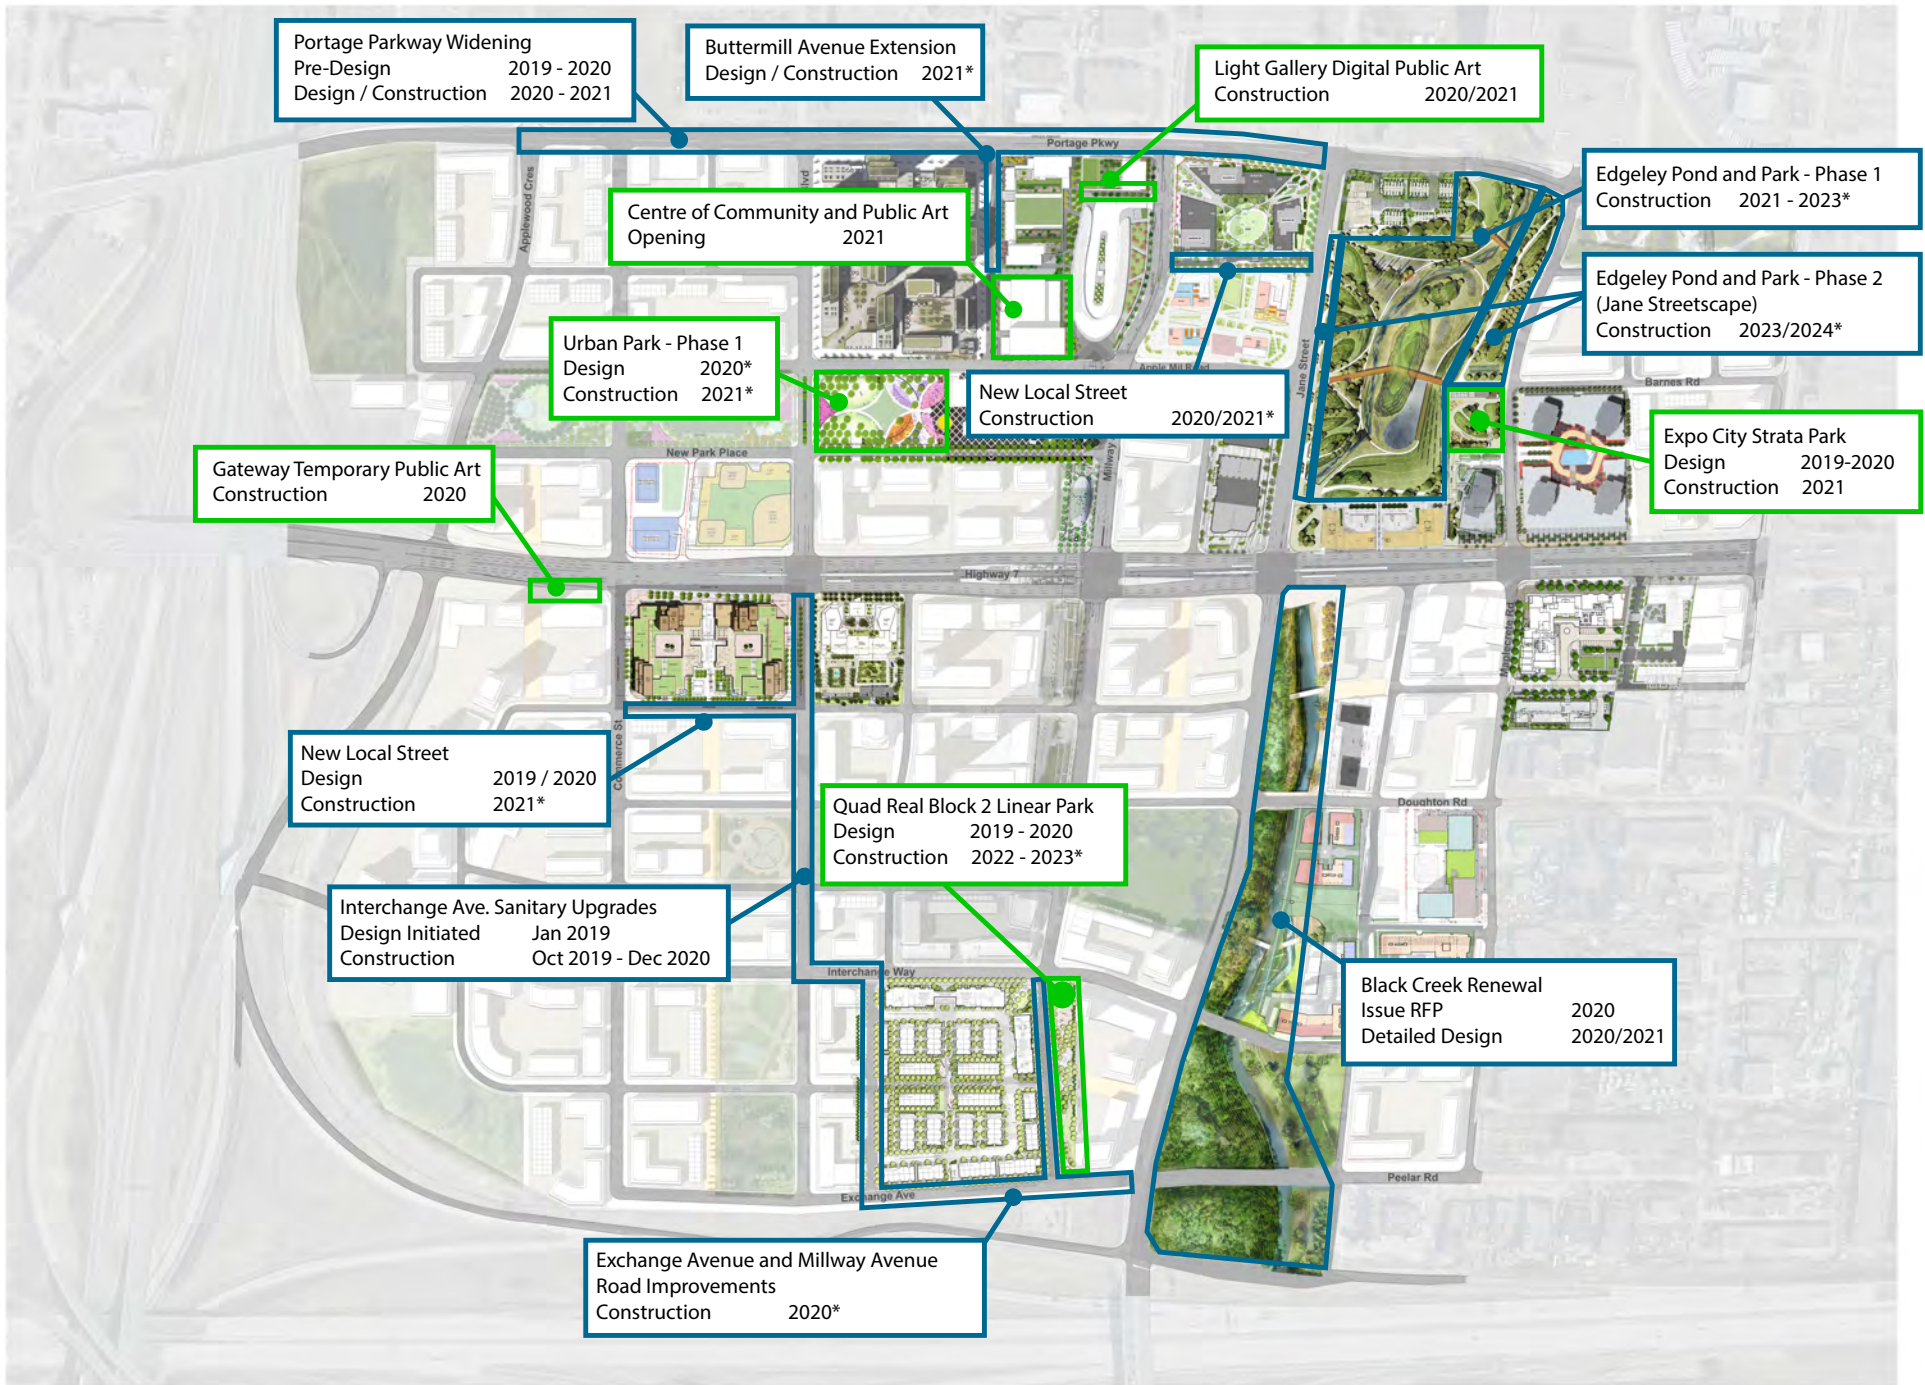 Portage Parkway Widening
Pre-Design 2019 - 2020
Design / Construction 2020 - 2021
Buttermill Avenue Extension
Design / Construction 2021*
Light Gallery Digital Public Art
Construction 2020/2021
Portage Pkwy
Edgeley Pond and Park - Phase 1
Construction 2021 - 2023*
Applewood Cres
lvd
Centre of Community and Public Art
Opening 2021
Edgeley Pond and Park - Phase 2
(Jane Streetscape)
Construction 2023/2024*
Urban Park - Phase 1
Design 2020*
Construction 2021*
Apple Mill Road
Jane Street
New Local Street
Construction 2020/2021*
Barnes Rd
Expo City Strata Park
Design 2019-2020
Construction 2021
New Park Place
Millway
Gateway Temporary Public Art
Construction 2020
Highway 7
Maplecrete Rd
Commerce St
New Local Street
Design 2019 / 2020
Construction 2021*
Quad Real Block 2 Linear Park
Design 2019 - 2020
Construction 2022 - 2023*
Doughton Rd
Interchange Ave. Sanitary Upgrades
Design Initiated Jan 2019
Construction Oct 2019 - Dec 2020
Interchange Way
Black Creek Renewal
Issue RFP 2020
Detailed Design 2020/2021
Peelar Rd
Exchange Ave
Exchange Avenue and Millway Avenue
Road Improvements
Construction 2020*